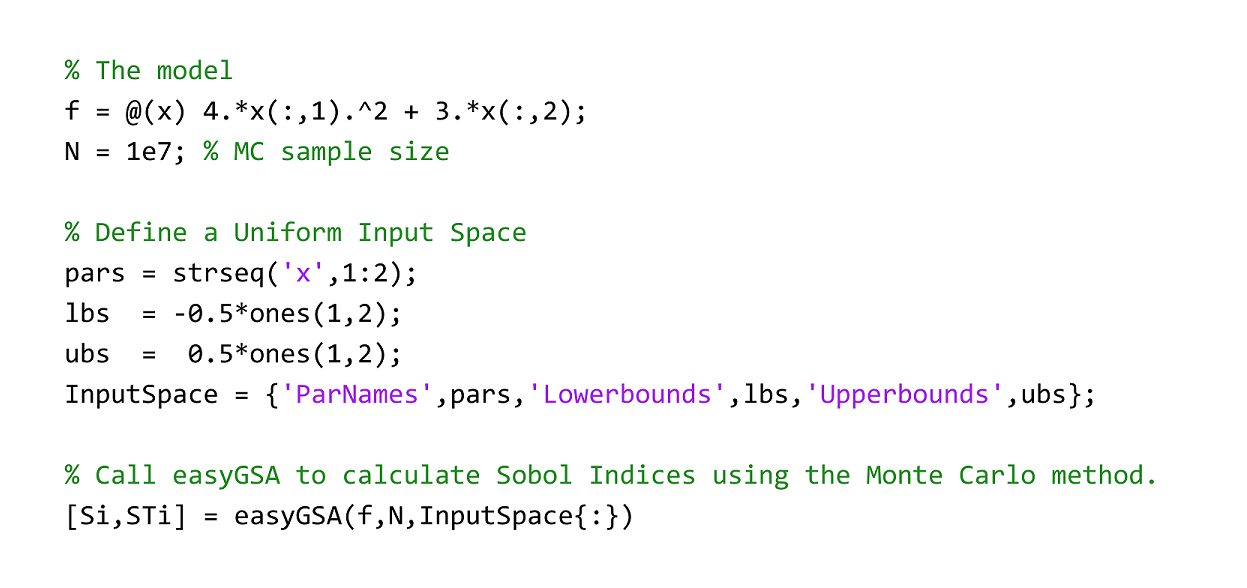 % The model
f = @(x) 4.*x(:,1).^2 + 3.*x(:,2);
N = 1e7; % MC sample size
% Define a Uniform Input Space
pars = strseq('x',1:2);
lbs  = -0.5*ones(1,2);
ubs  =  0.5*ones(1,2);
InputSpace = {'ParNames',pars,'Lowerbounds',lbs,'Upperbounds',ubs};
% Call easyGSA to calculate Sobol Indices using the Monte Carlo method.
[Si,STi] = easyGSA(f,N,InputSpace{:})